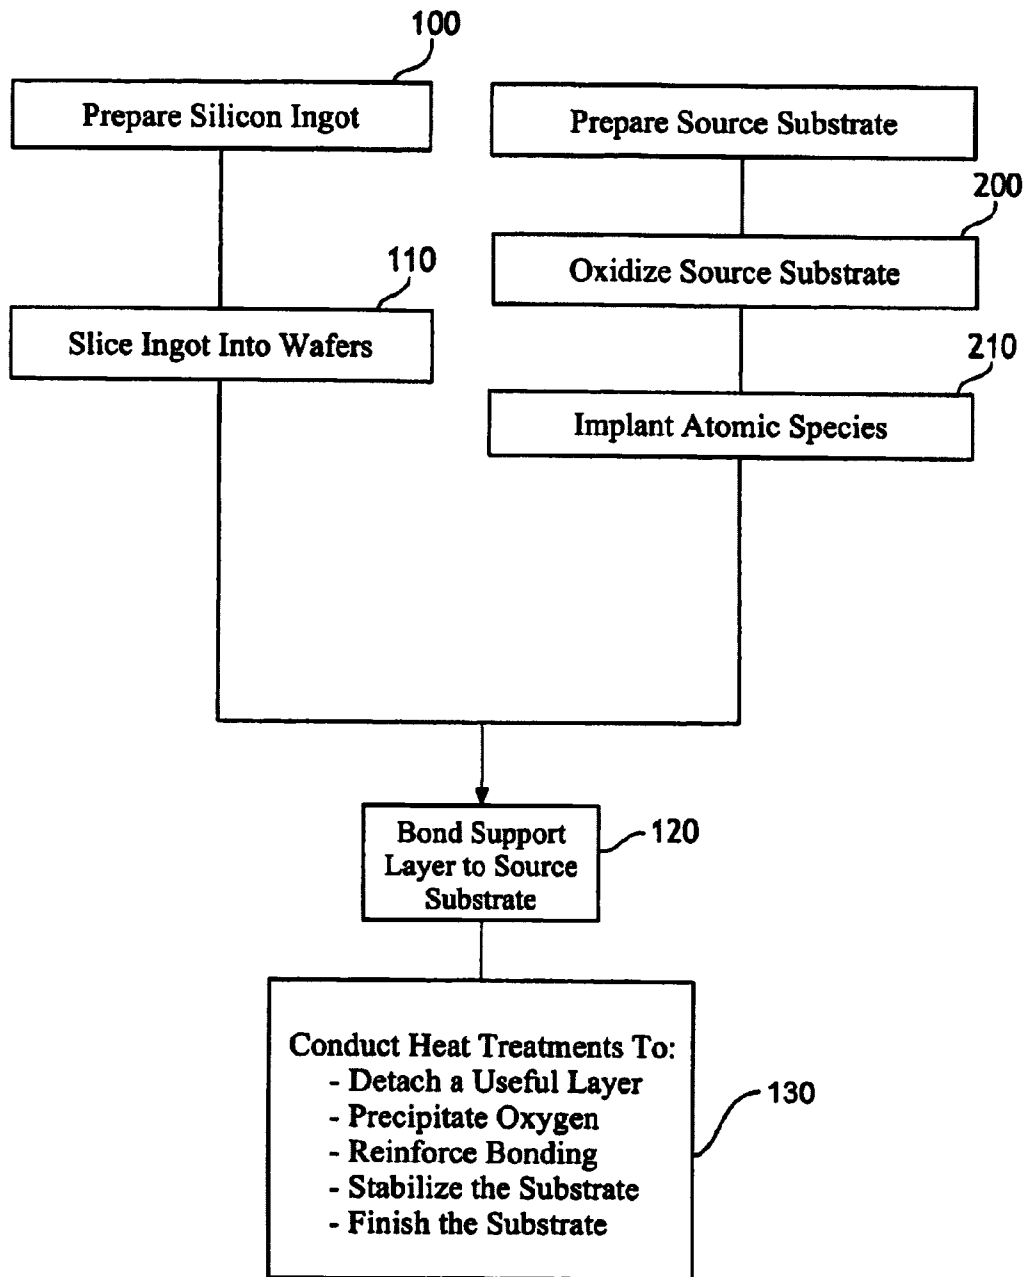 100
Prepare Silicon Ingot
Prepare Source Substrate
200
Oxidize Source Substrate
110
Slice Ingot Into Wafers
210
Implant Atomic Species
Bond Support
Layer to Source
Substrate
120
Conduct Heat Treatments To:
- Detach a Useful Layer
- Precipitate Oxygen
- Reinforce Bonding
- Stabilize the Substrate
- Finish the Substrate
130